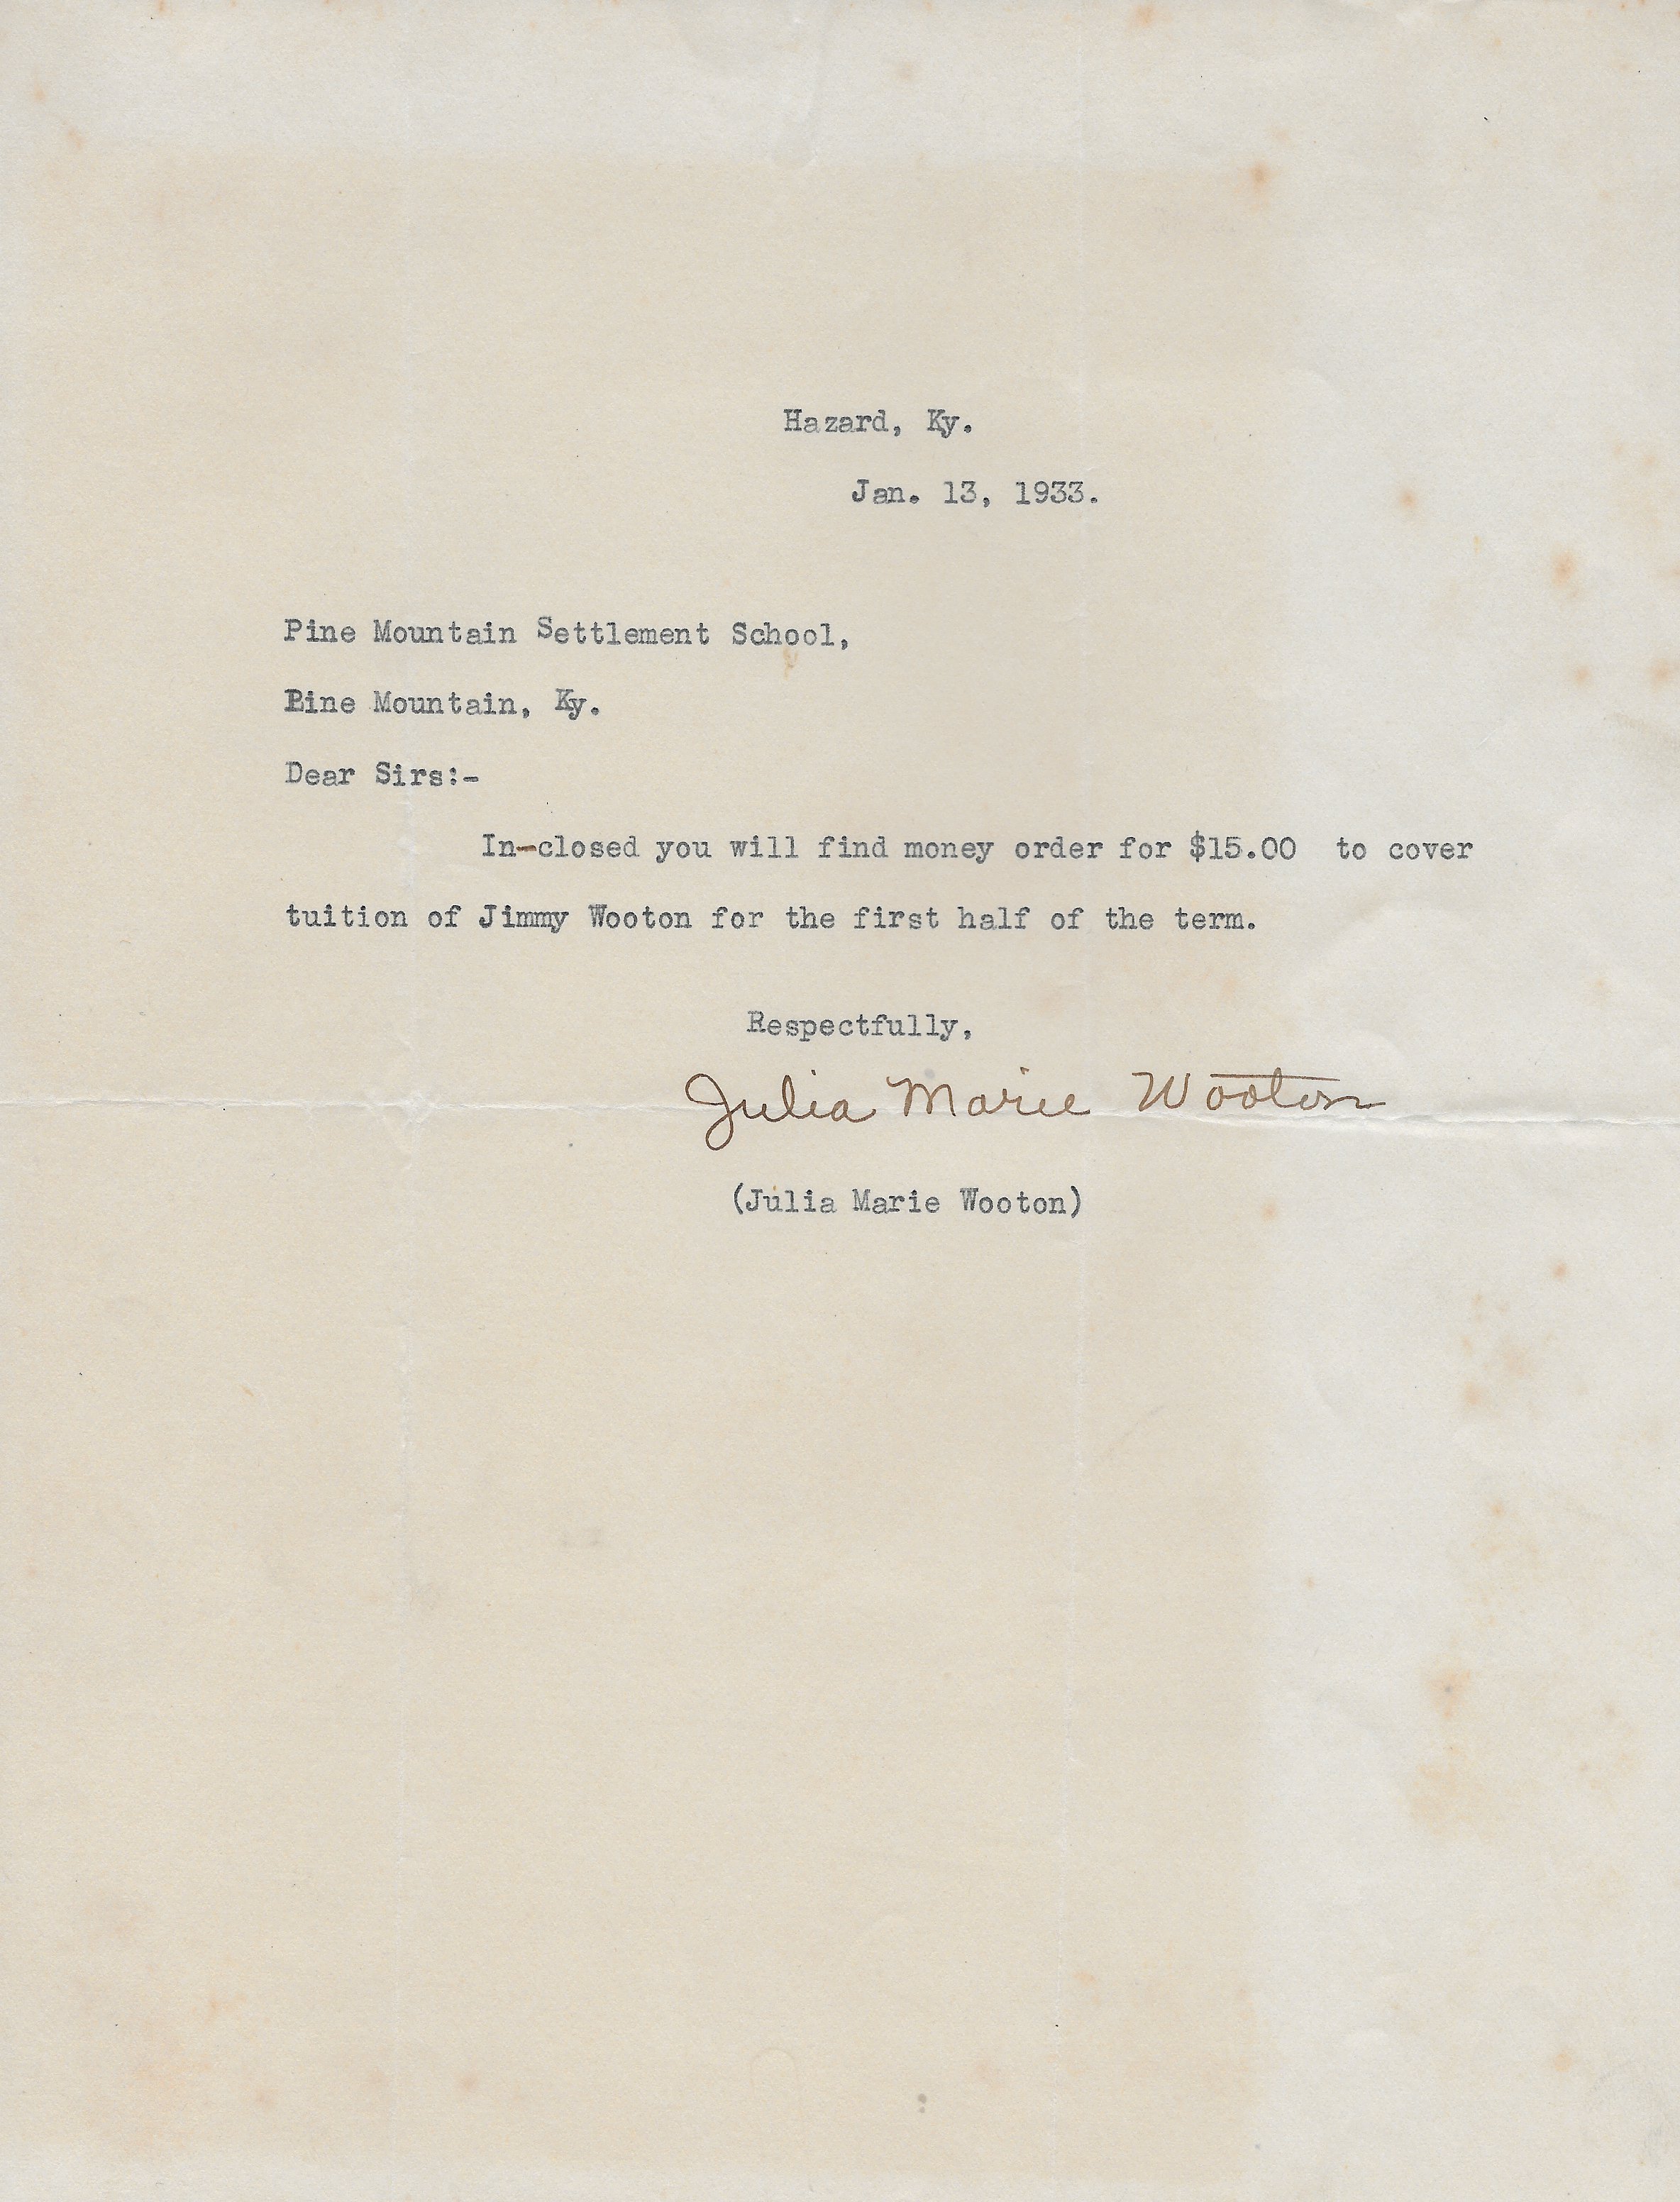 Hazard, Ky.
Jan. 13, 1933.
Pine Mountain Settlement School,
Pine Mountain, Ky.
Dear Sirs:-
In-closed you will find money order for $15.00 to cover
tuition of Jimmy Wooton for the first half of the term.
Respectfully,
Julia Marie Wooton
(Julia Marie Wooton)